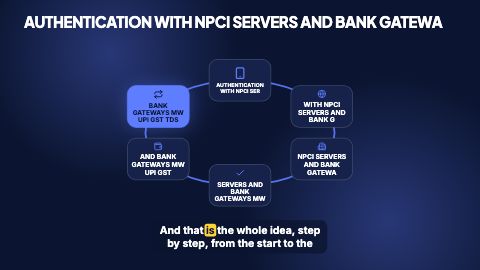 AUTHENTICATION WITH NPCI SERVERS AND BANK GATEWA
AUTHENTICATION
WITH NPCI SER
WITH NPCI
SERVERS AND
BANK G
NPCI SERVERS
AND BANK
GATEWA
SERVERS AND
BANK
GATEWAYS MW
AND BANK
GATEWAYS MW
UPI GST
BANK
GATEWAYS MW
UPI GST TDS
And that is the whole idea, step
by step, from the start to the